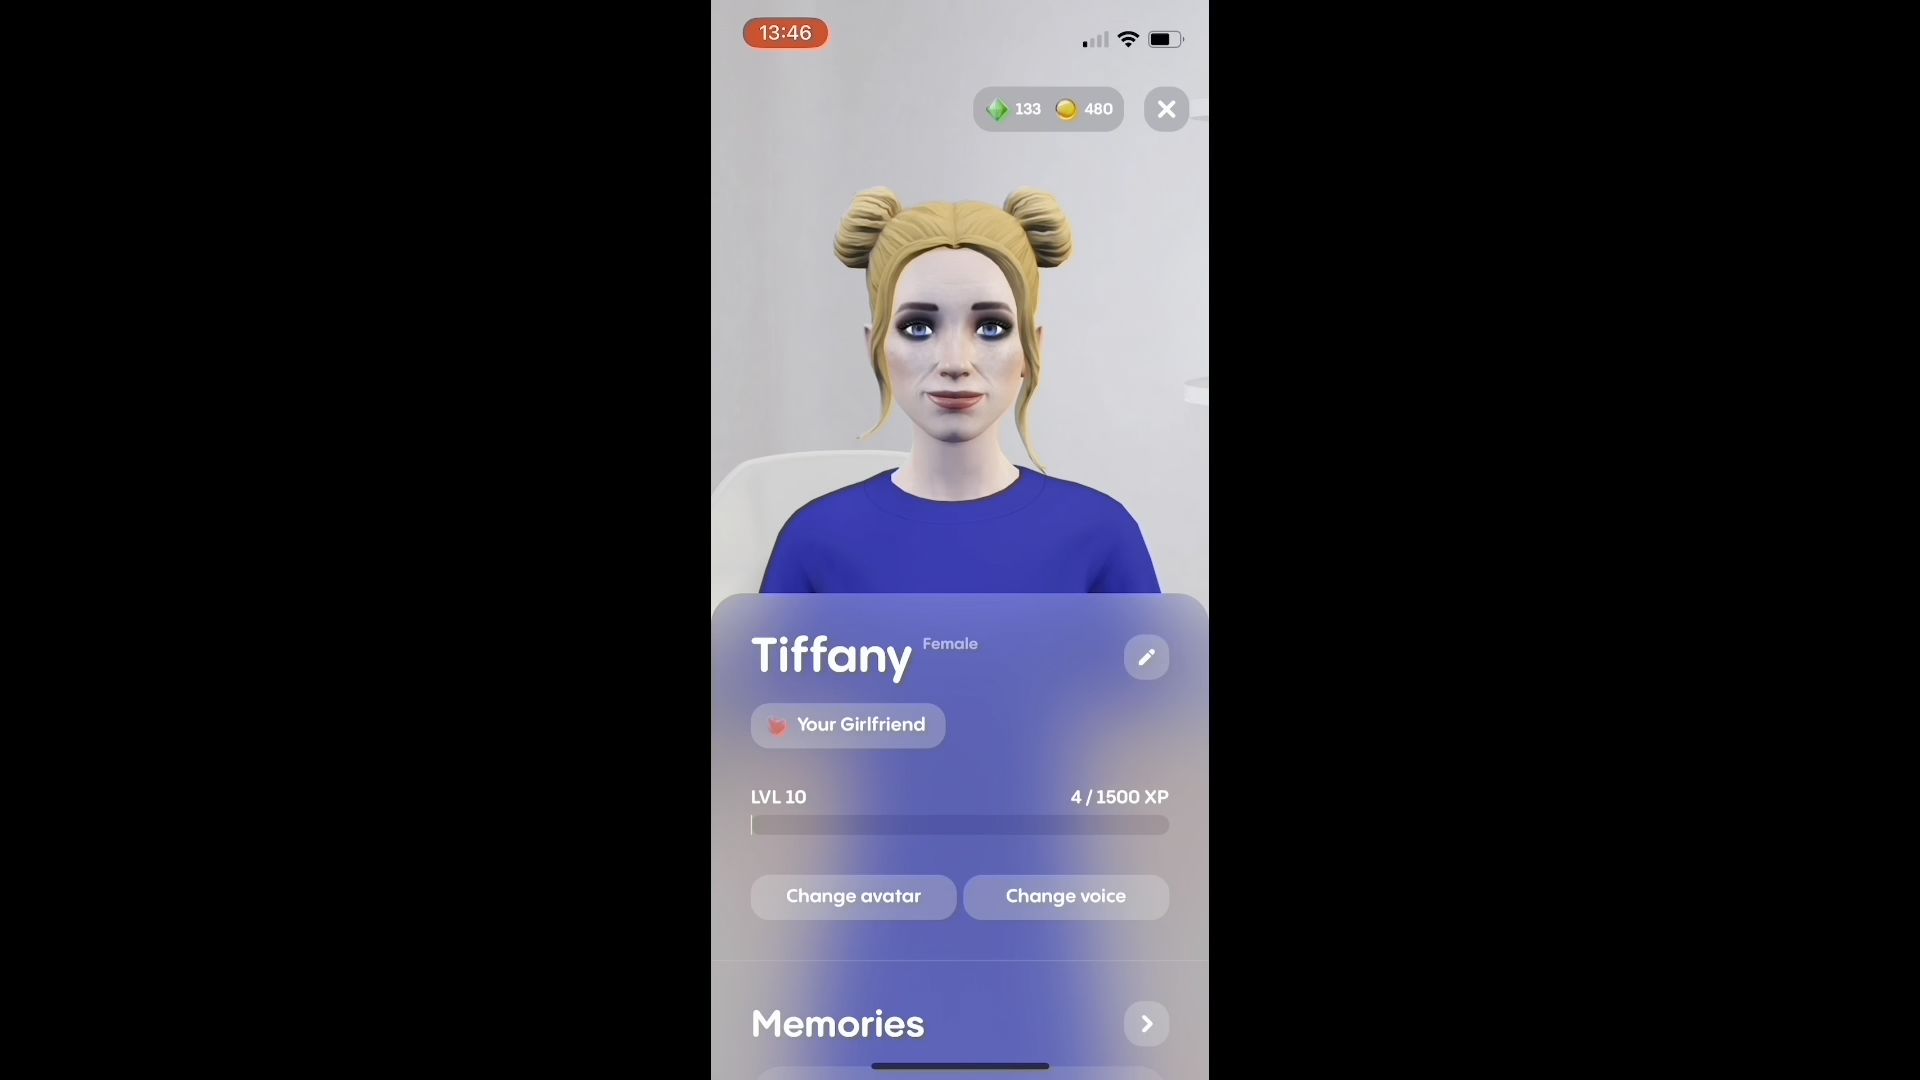 13:46
133 480
Tiffany Female
Your Girlfriend
LVL 10 4 / 1500 XP
Change avatar Change voice
Memories